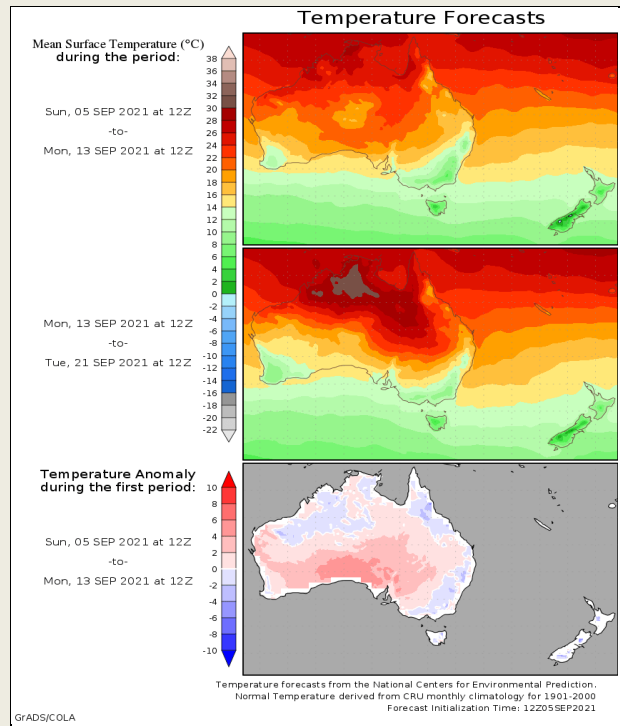 Temperature Forecasts
Mean Surface Temperature (°C)
during the period:
Sun, 05 SEP 2021 at 12Z
-to-
Mon, 13 SEP 2021 at 12Z
38
36
34
32
30
28
26
24
22
20
18
16
14
12
10
8
6
4
2
0
-2
-4
-6
-8
-10
-12
-14
-16
-18
-20
-22
Mon, 13 SEP 2021 at 12Z
-to-
Tue, 21 SEP 2021 at 12Z
Temperature Anomaly
during the first period:
Sun, 05 SEP 2021 at 12Z
-to-
Mon, 13 SEP 2021 at 12Z
10
8
6
4
2
0
-2
-4
-6
-8
-10
Temperature forecasts from the National Centers for Environmental Prediction.
Normal Temperature derived from CRU monthly climatology for 1901-2000
Forecast Initialization Time: 12Z05SEP2021
GrADS/COLA